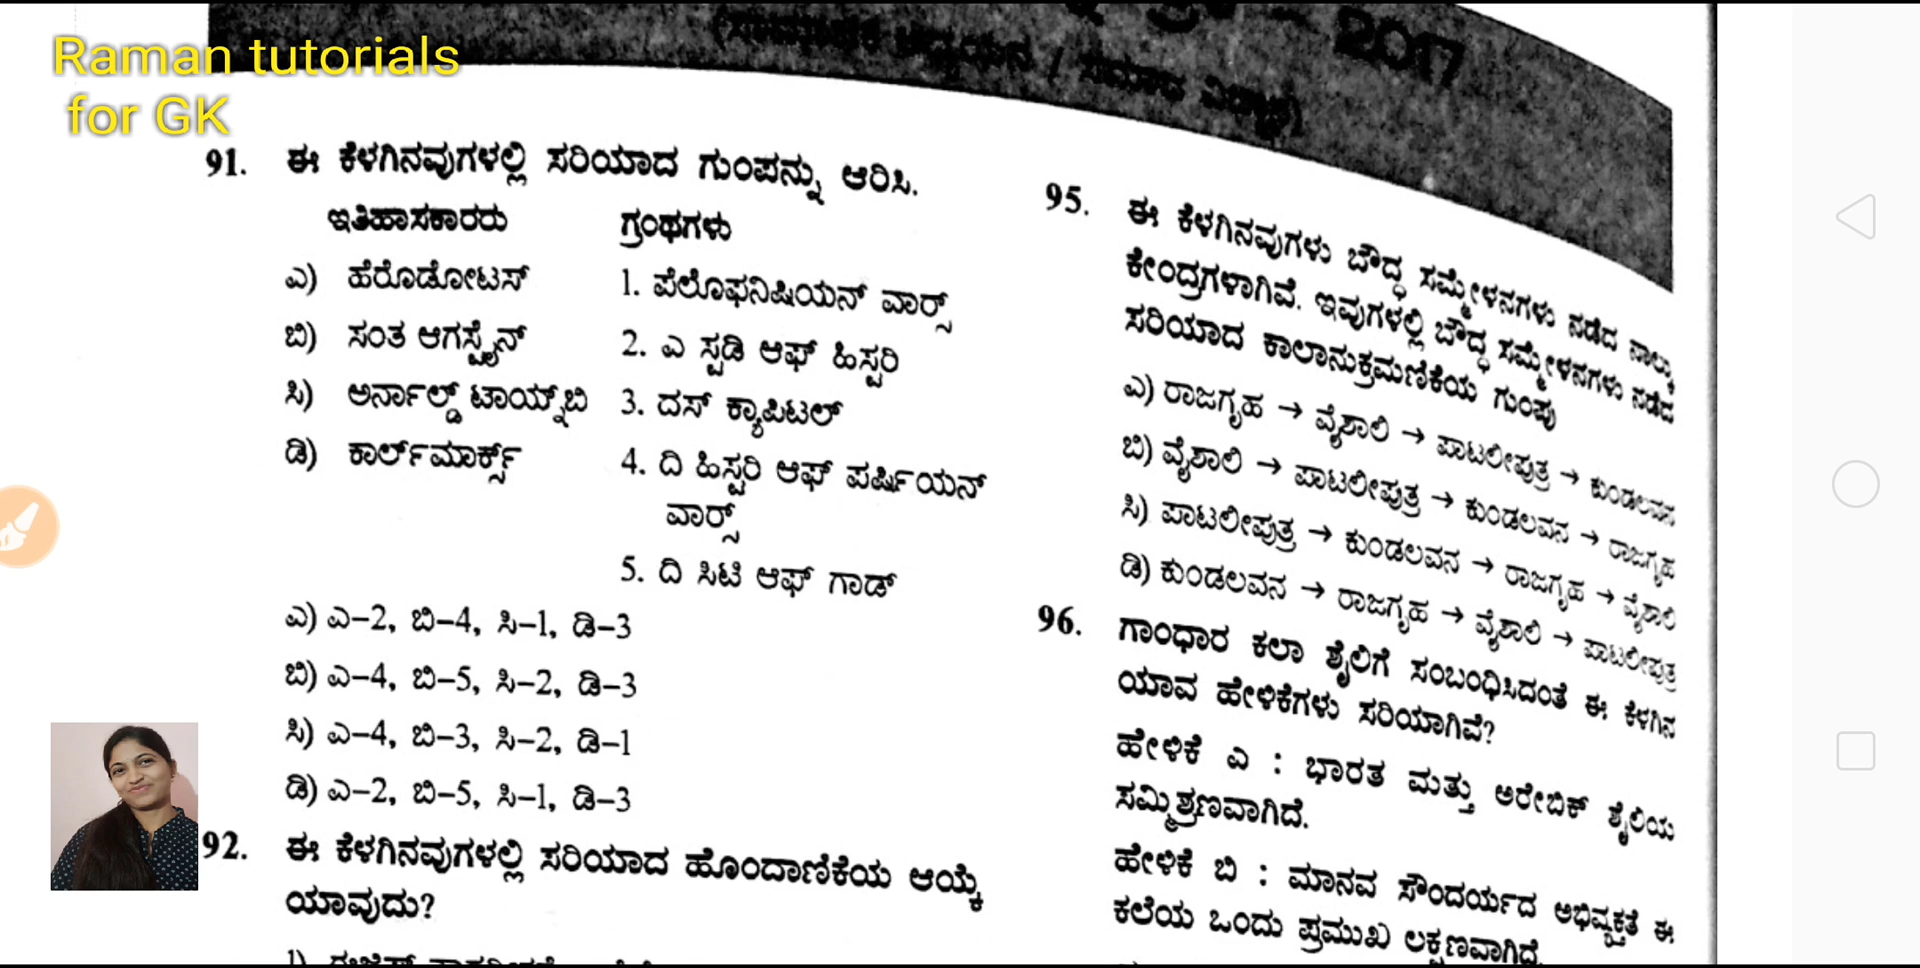 Raman tutorials
for GK
2017
91. ಈ ಕೆಳಗಿನವುಗಳಲ್ಲಿ ಸರಿಯಾದ ಗುಂಪನ್ನು ಆರಿಸಿ.
ಇತಿಹಾಸಕಾರರು ಗ್ರಂಥಗಳು
ಎ) ಹೆರೊಡೋಟಸ್ 1. ಪೆಲೊಫನಿಷಿಯನ್ ವಾರ್ಸ್
ಬಿ) ಸಂತ ಆಗಸ್ಟೈನ್ 2. ಎ ಸ್ಟಡಿ ಆಫ್ ಹಿಸ್ಟರಿ
ಸಿ) ಅರ್ನಾಲ್ಡ್ ಟಾಯ್ನ್‌ಬಿ 3. ದಸ್ ಕ್ಯಾಪಿಟಲ್
ಡಿ) ಕಾರ್ಲ್‌ಮಾರ್ಕ್ಸ್ 4. ದಿ ಹಿಸ್ಟರಿ ಆಫ್ ಪರ್ಷಿಯನ್
ವಾರ್ಸ್
5. ದಿ ಸಿಟಿ ಆಫ್ ಗಾಡ್
ಎ) ಎ–2, ಬಿ–4, ಸಿ–1, ಡಿ–3
ಬಿ) ಎ–4, ಬಿ–5, ಸಿ–2, ಡಿ–3
ಸಿ) ಎ–4, ಬಿ–3, ಸಿ–2, ಡಿ–1
ಡಿ) ಎ–2, ಬಿ–5, ಸಿ–1, ಡಿ–3
92. ಈ ಕೆಳಗಿನವುಗಳಲ್ಲಿ ಸರಿಯಾದ ಹೊಂದಾಣಿಕೆಯ ಆಯ್ಕೆ
ಯಾವುದು?
95. ಈ ಕೆಳಗಿನವುಗಳು ಬೌದ್ಧ ಸಮ್ಮೇಳನಗಳು ನಡೆದ ನಾಲ್ಕು
ಕೇಂದ್ರಗಳಾಗಿವೆ. ಇವುಗಳಲ್ಲಿ ಬೌದ್ಧ ಸಮ್ಮೇಳನಗಳು ನಡೆದ
ಸರಿಯಾದ ಕಾಲಾನುಕ್ರಮಣಿಕೆಯ ಗುಂಪು
ಎ) ರಾಜಗೃಹ → ವೈಶಾಲಿ → ಪಾಟಲೀಪುತ್ರ → ಕುಂಡಲವನ
ಬಿ) ವೈಶಾಲಿ → ಪಾಟಲೀಪುತ್ರ → ಕುಂಡಲವನ → ರಾಜಗೃಹ
ಸಿ) ಪಾಟಲೀಪುತ್ರ → ಕುಂಡಲವನ → ರಾಜಗೃಹ → ವೈಶಾಲಿ
ಡಿ) ಕುಂಡಲವನ → ರಾಜಗೃಹ → ವೈಶಾಲಿ → ಪಾಟಲೀಪುತ್ರ
96. ಗಾಂಧಾರ ಕಲಾ ಶೈಲಿಗೆ ಸಂಬಂಧಿಸಿದಂತೆ ಈ ಕೆಳಗಿನ
ಯಾವ ಹೇಳಿಕೆಗಳು ಸರಿಯಾಗಿವೆ?
ಹೇಳಿಕೆ ಎ : ಭಾರತ ಮತ್ತು ಅರೇಬಿಕ್ ಶೈಲಿಯ
ಸಮ್ಮಿಶ್ರಣವಾಗಿದೆ.
ಹೇಳಿಕೆ ಬಿ : ಮಾನವ ಸೌಂದರ್ಯದ ಅಭಿವ್ಯಕ್ತತೆ ಈ
ಕಲೆಯ ಒಂದು ಪ್ರಮುಖ ಲಕ್ಷಣವಾಗಿದೆ.